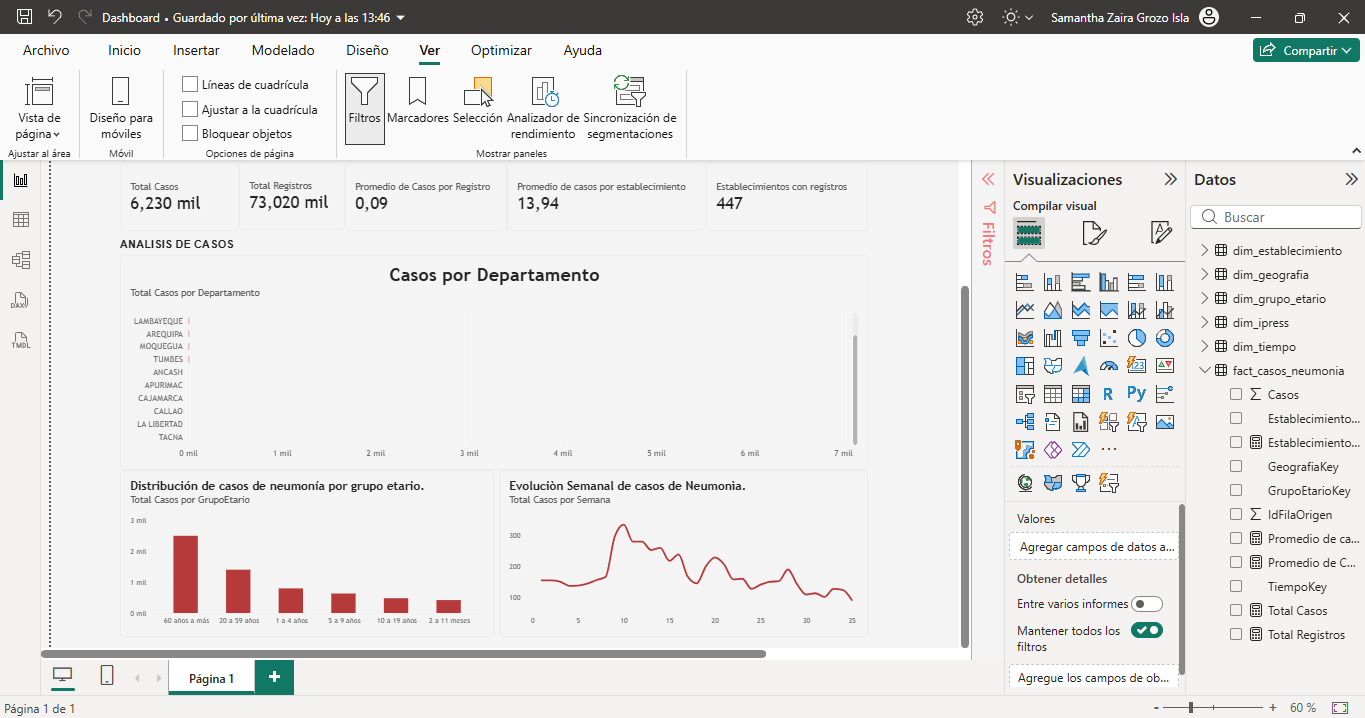 Dashboard • Guardado por última vez: Hoy a las 13:46
Samantha Zaira Grozo Isla
Archivo Inicio Insertar Modelado Diseño Ver Optimizar Ayuda
Compartir
Vista de página
Ajustar al área
Diseño para móviles
Móvil
Líneas de cuadrícula
Ajustar a la cuadrícula
Bloquear objetos
Opciones de página
Filtros
Marcadores
Selección
Analizador de rendimiento
Sincronización de segmentaciones
Mostrar paneles
DAX
TMDL
Total Casos
6,230 mil
Total Registros
73,020 mil
Promedio de Casos por Registro
0,09
Promedio de casos por establecimiento
13,94
Establecimientos con registros
447
ANALISIS DE CASOS
Casos por Departamento
Total Casos por Departamento
LAMBAYEQUE
AREQUIPA
MOQUEGUA
TUMBES
ANCASH
APURIMAC
CAJAMARCA
CALLAO
LA LIBERTAD
TACNA
0 mil 1 mil 2 mil 3 mil 4 mil 5 mil 6 mil 7 mil
Distribución de casos de neumonía por grupo etario.
Total Casos por GrupoEtario
3 mil
2 mil
1 mil
0 mil
60 años a más 20 a 59 años 1 a 4 años 5 a 9 años 10 a 19 años 2 a 11 meses
Evoluciòn Semanal de casos de Neumonìa.
Total Casos por Semana
300
200
100
0 5 10 15 20 25 30 35
Filtros
Visualizaciones
Compilar visual
123
R
Py
Valores
Agregar campos de datos a...
Obtener detalles
Entre varios informes
Mantener todos los filtros
Agregue los campos de ob...
Datos
Buscar
dim_establecimiento
dim_geografia
dim_grupo_etario
dim_ipress
dim_tiempo
fact_casos_neumonia
Casos
Establecimiento...
Establecimiento...
GeografiaKey
GrupoEtarioKey
IdFilaOrigen
Promedio de ca...
Promedio de C...
TiempoKey
Total Casos
Total Registros
Página 1
+
Página 1 de 1
- + 60 %